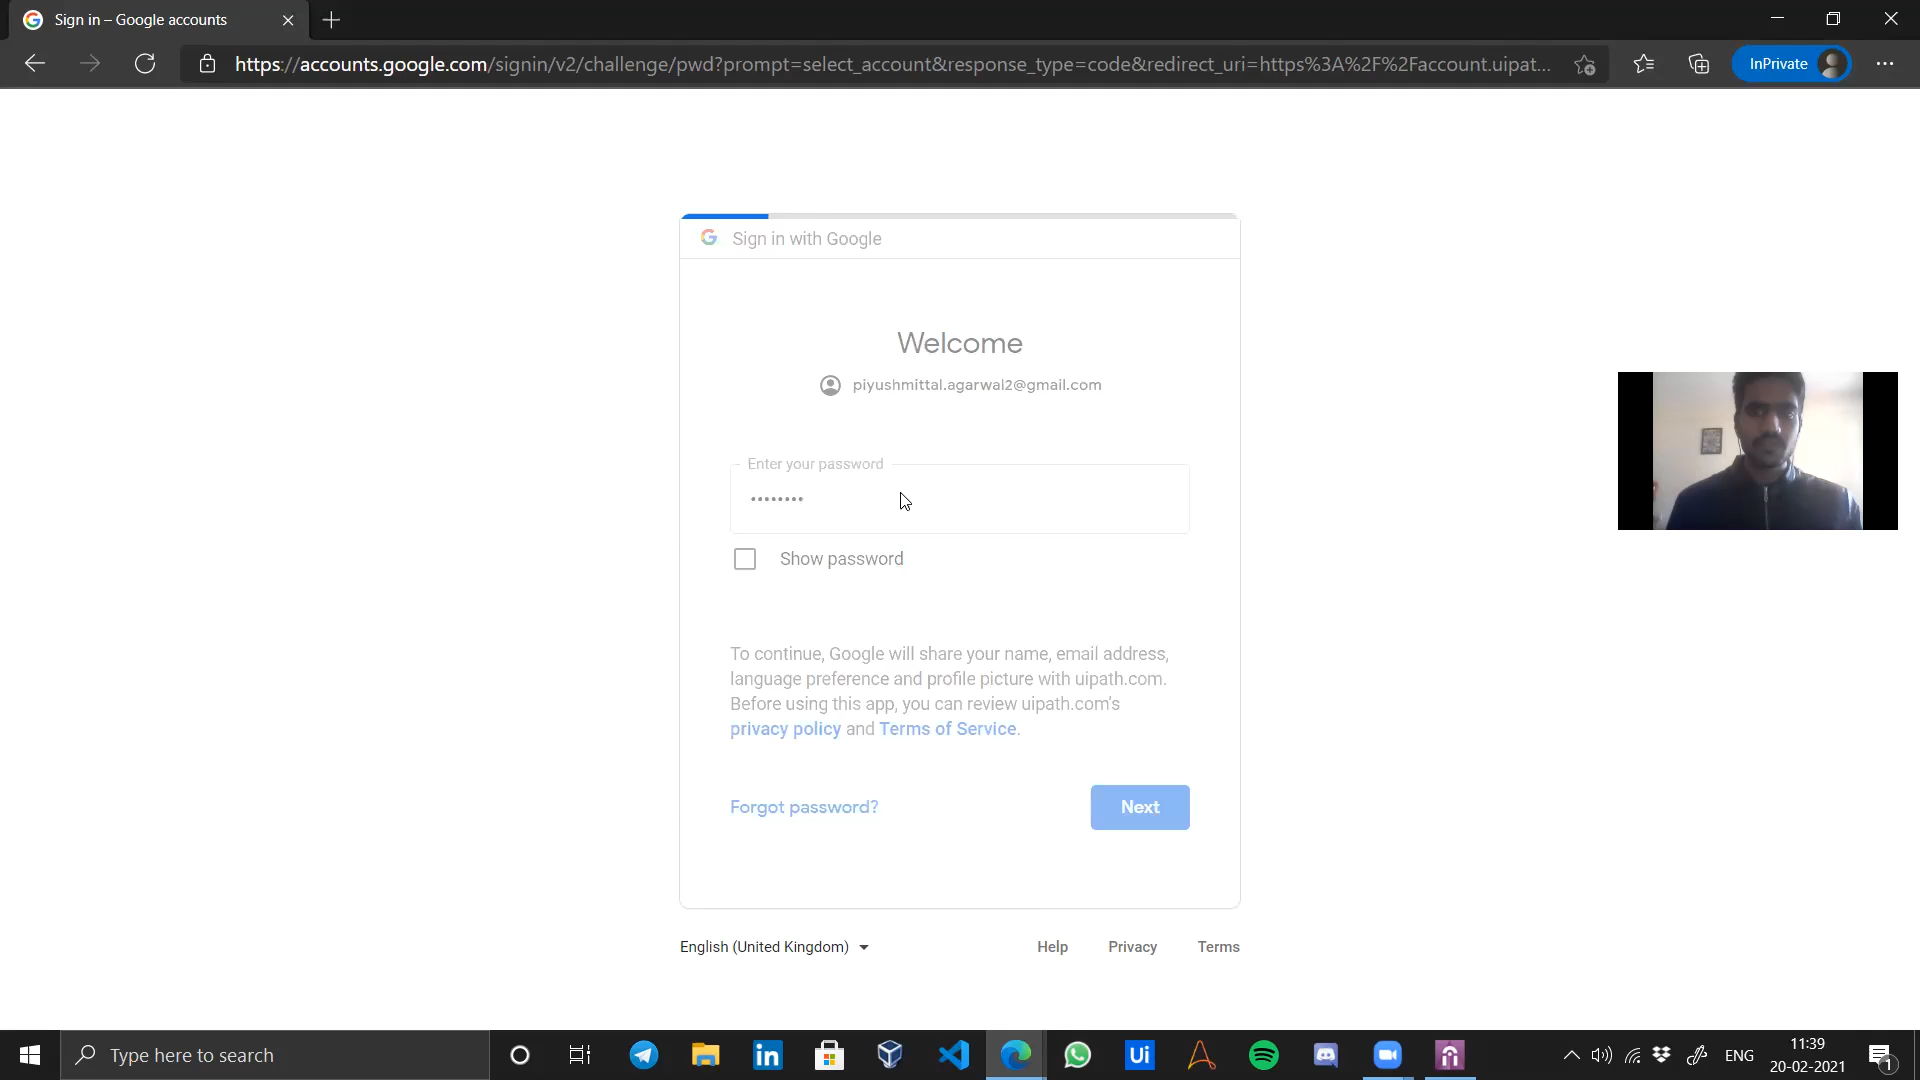 Sign in – Google accounts
https://accounts.google.com/signin/v2/challenge/pwd?prompt=select_account&response_type=code&redirect_uri=https%3A%2F%2Faccount.uipat...
InPrivate
Sign in with Google
Welcome
piyushmittal.agarwal2@gmail.com
Enter your password
••••••••
Show password
To continue, Google will share your name, email address,
language preference and profile picture with uipath.com.
Before using this app, you can review uipath.com's
privacy policy and Terms of Service.
Forgot password?
Next
English (United Kingdom)
Help
Privacy
Terms
Type here to search
in
Ui
ENG
11:39
20-02-2021
1